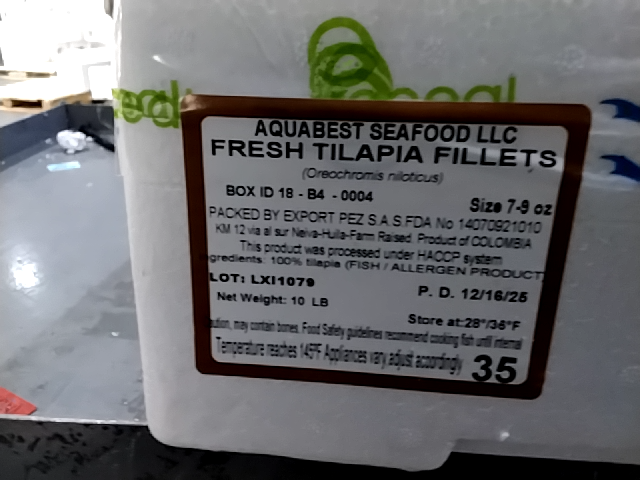 AQUABEST SEAFOOD LLC
FRESH TILAPIA FILLETS
(Oreochromis niloticus)
BOX ID 18 - B4 - 0004
Size 7-9 oz
PACKED BY EXPORT PEZ S.A.S.FDA No 14070921010
KM 12 via al sur Neiva-Huila-Farm Raised. Product of COLOMBIA
This product was processed under HACCP system
gredients: 100% tilapia (FISH / ALLERGEN PRODUCT
LOT: LXI1079
P. D. 12/16/25
Net Weight: 10 LB
Store at:28°/36°F
ution, may contain bones. Food Safety guidelines recommend cooking fish until internal
Temperature reaches 145°F Appliances vary adjust acoordingly
35